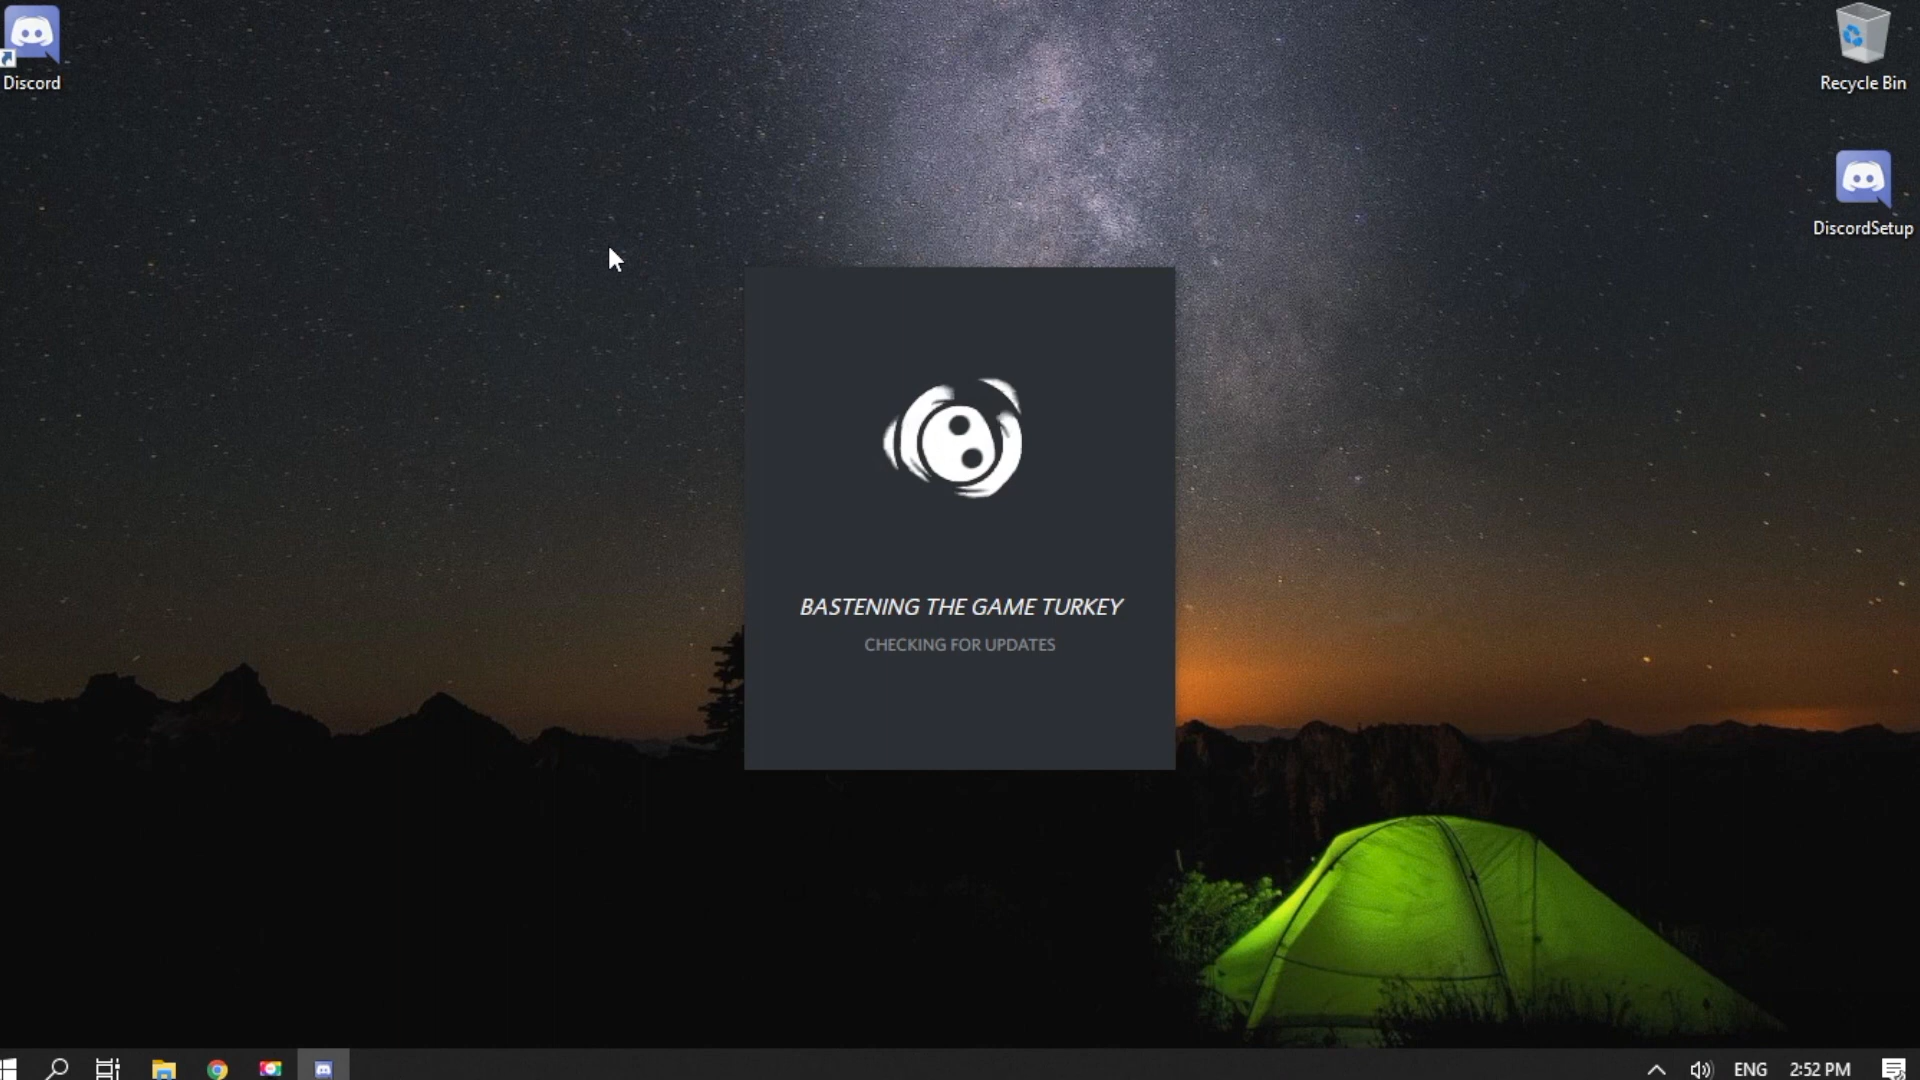 Discord
Recycle Bin
DiscordSetup
BASTENING THE GAME TURKEY
CHECKING FOR UPDATES
ENG
2:52 PM